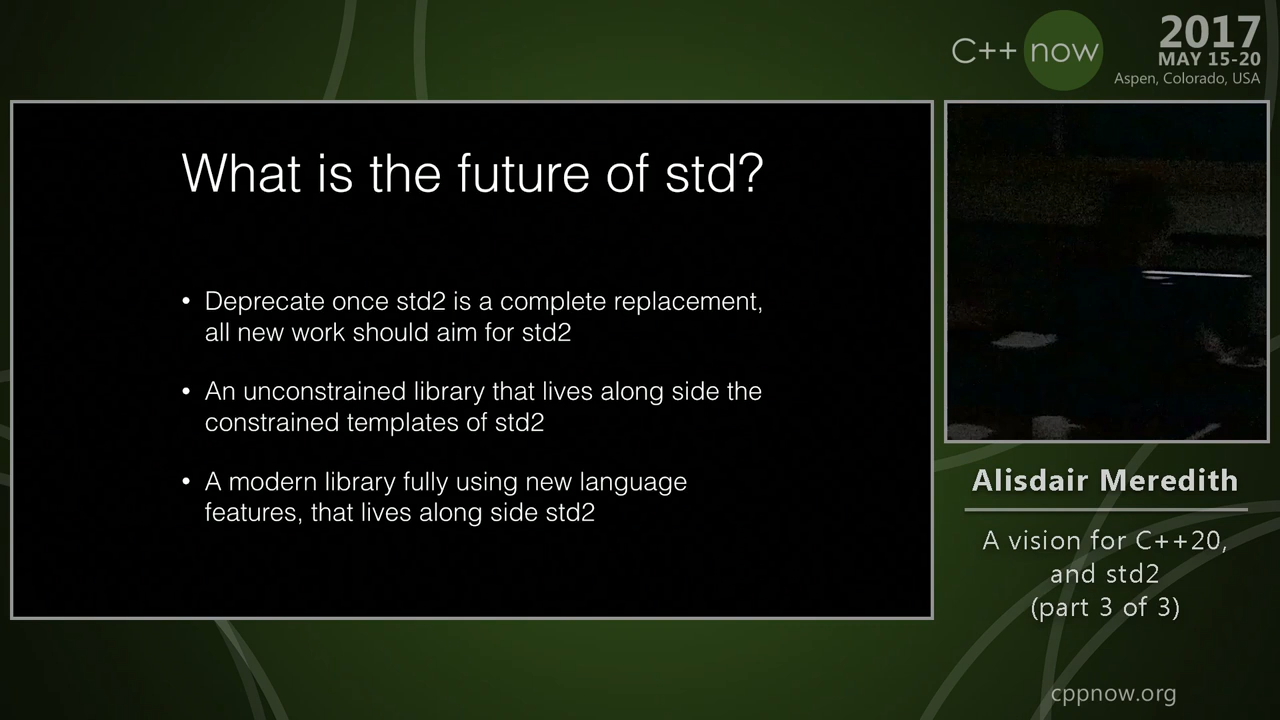 C++ now
2017
MAY 15-20
Aspen, Colorado, USA
What is the future of std?
• Deprecate once std2 is a complete replacement,
all new work should aim for std2
• An unconstrained library that lives along side the
constrained templates of std2
• A modern library fully using new language
features, that lives along side std2
Alisdair Meredith
A vision for C++20,
and std2
(part 3 of 3)
cppnow.org